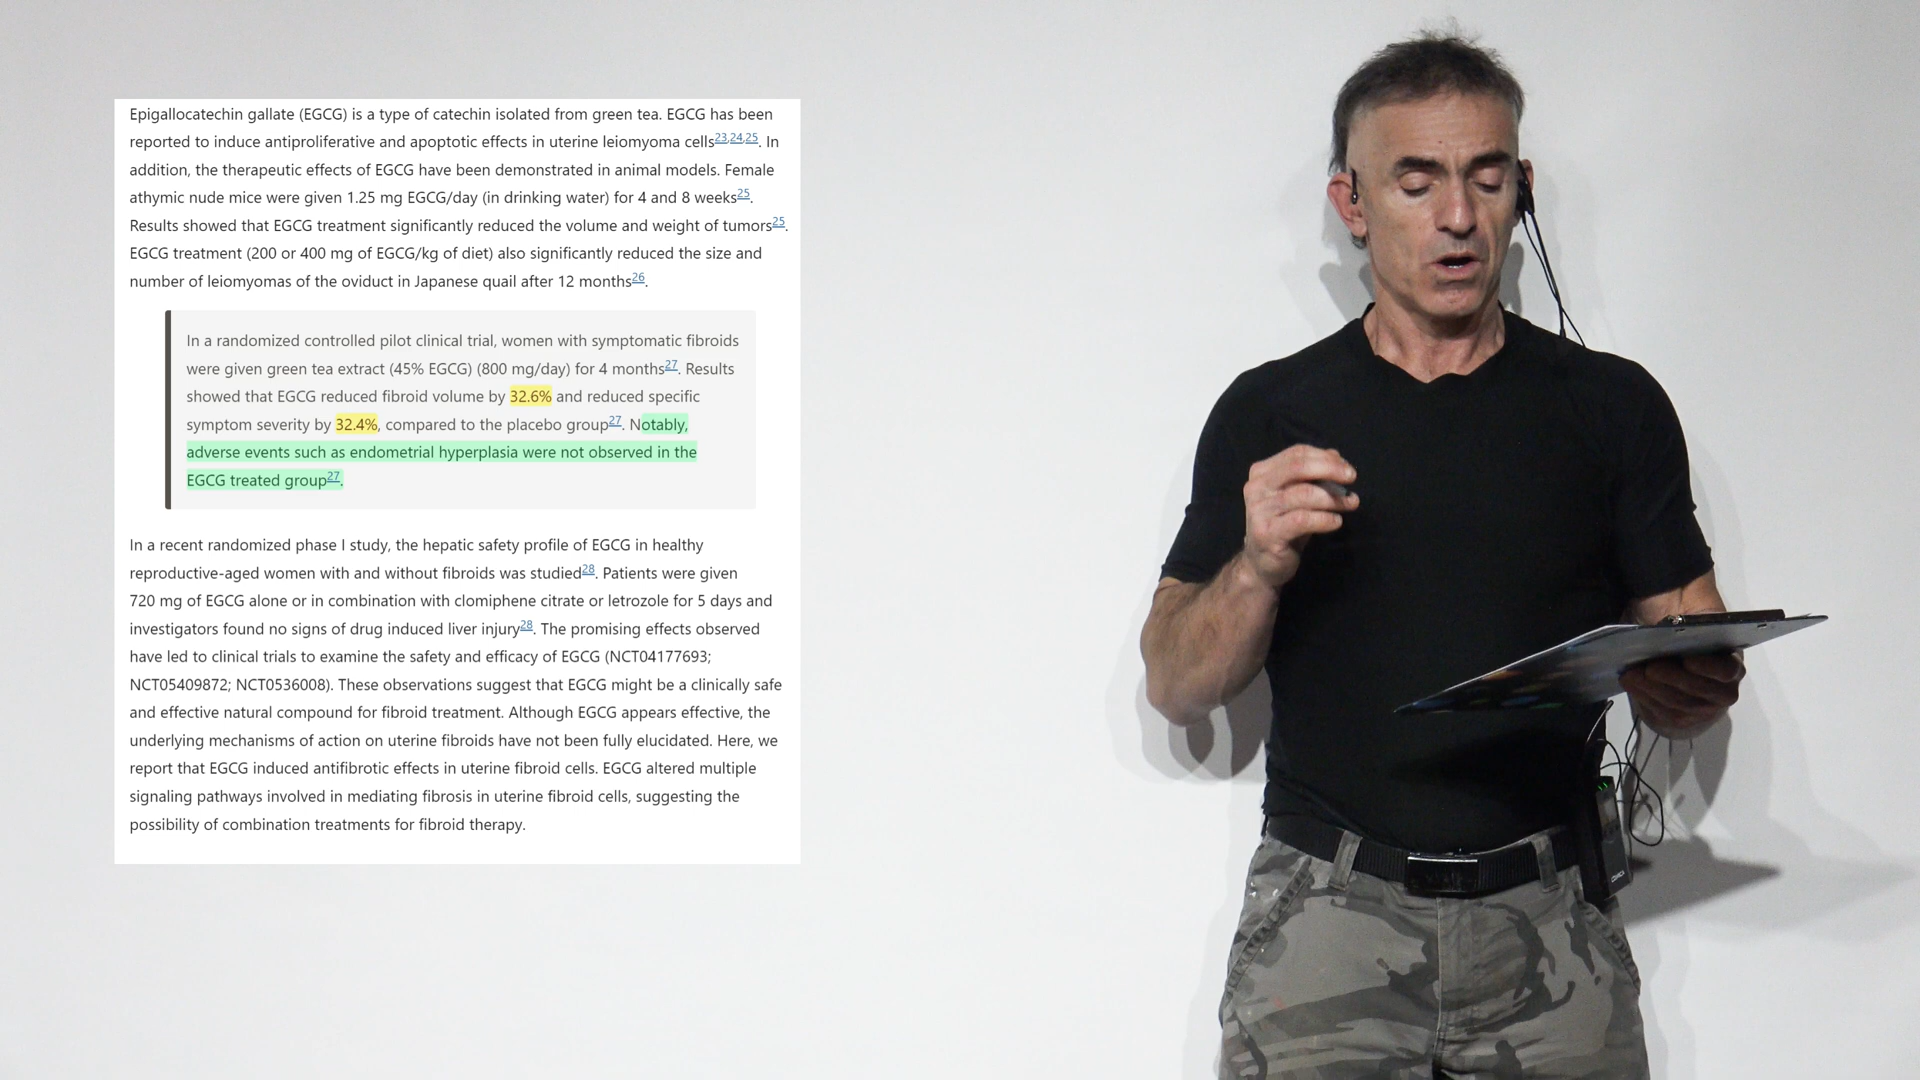 Epigallocatechin gallate (EGCG) is a type of catechin isolated from green tea. EGCG has been
reported to induce antiproliferative and apoptotic effects in uterine leiomyoma cells23,24,25. In
addition, the therapeutic effects of EGCG have been demonstrated in animal models. Female
athymic nude mice were given 1.25 mg EGCG/day (in drinking water) for 4 and 8 weeks25.
Results showed that EGCG treatment significantly reduced the volume and weight of tumors25.
EGCG treatment (200 or 400 mg of EGCG/kg of diet) also significantly reduced the size and
number of leiomyomas of the oviduct in Japanese quail after 12 months26.
In a randomized controlled pilot clinical trial, women with symptomatic fibroids
were given green tea extract (45% EGCG) (800 mg/day) for 4 months27. Results
showed that EGCG reduced fibroid volume by 32.6% and reduced specific
symptom severity by 32.4%, compared to the placebo group27. Notably,
adverse events such as endometrial hyperplasia were not observed in the
EGCG treated group27.
In a recent randomized phase I study, the hepatic safety profile of EGCG in healthy
reproductive-aged women with and without fibroids was studied28. Patients were given
720 mg of EGCG alone or in combination with clomiphene citrate or letrozole for 5 days and
investigators found no signs of drug induced liver injury28. The promising effects observed
have led to clinical trials to examine the safety and efficacy of EGCG (NCT04177693;
NCT05409872; NCT0536008). These observations suggest that EGCG might be a clinically safe
and effective natural compound for fibroid treatment. Although EGCG appears effective, the
underlying mechanisms of action on uterine fibroids have not been fully elucidated. Here, we
report that EGCG induced antifibrotic effects in uterine fibroid cells. EGCG altered multiple
signaling pathways involved in mediating fibrosis in uterine fibroid cells, suggesting the
possibility of combination treatments for fibroid therapy.